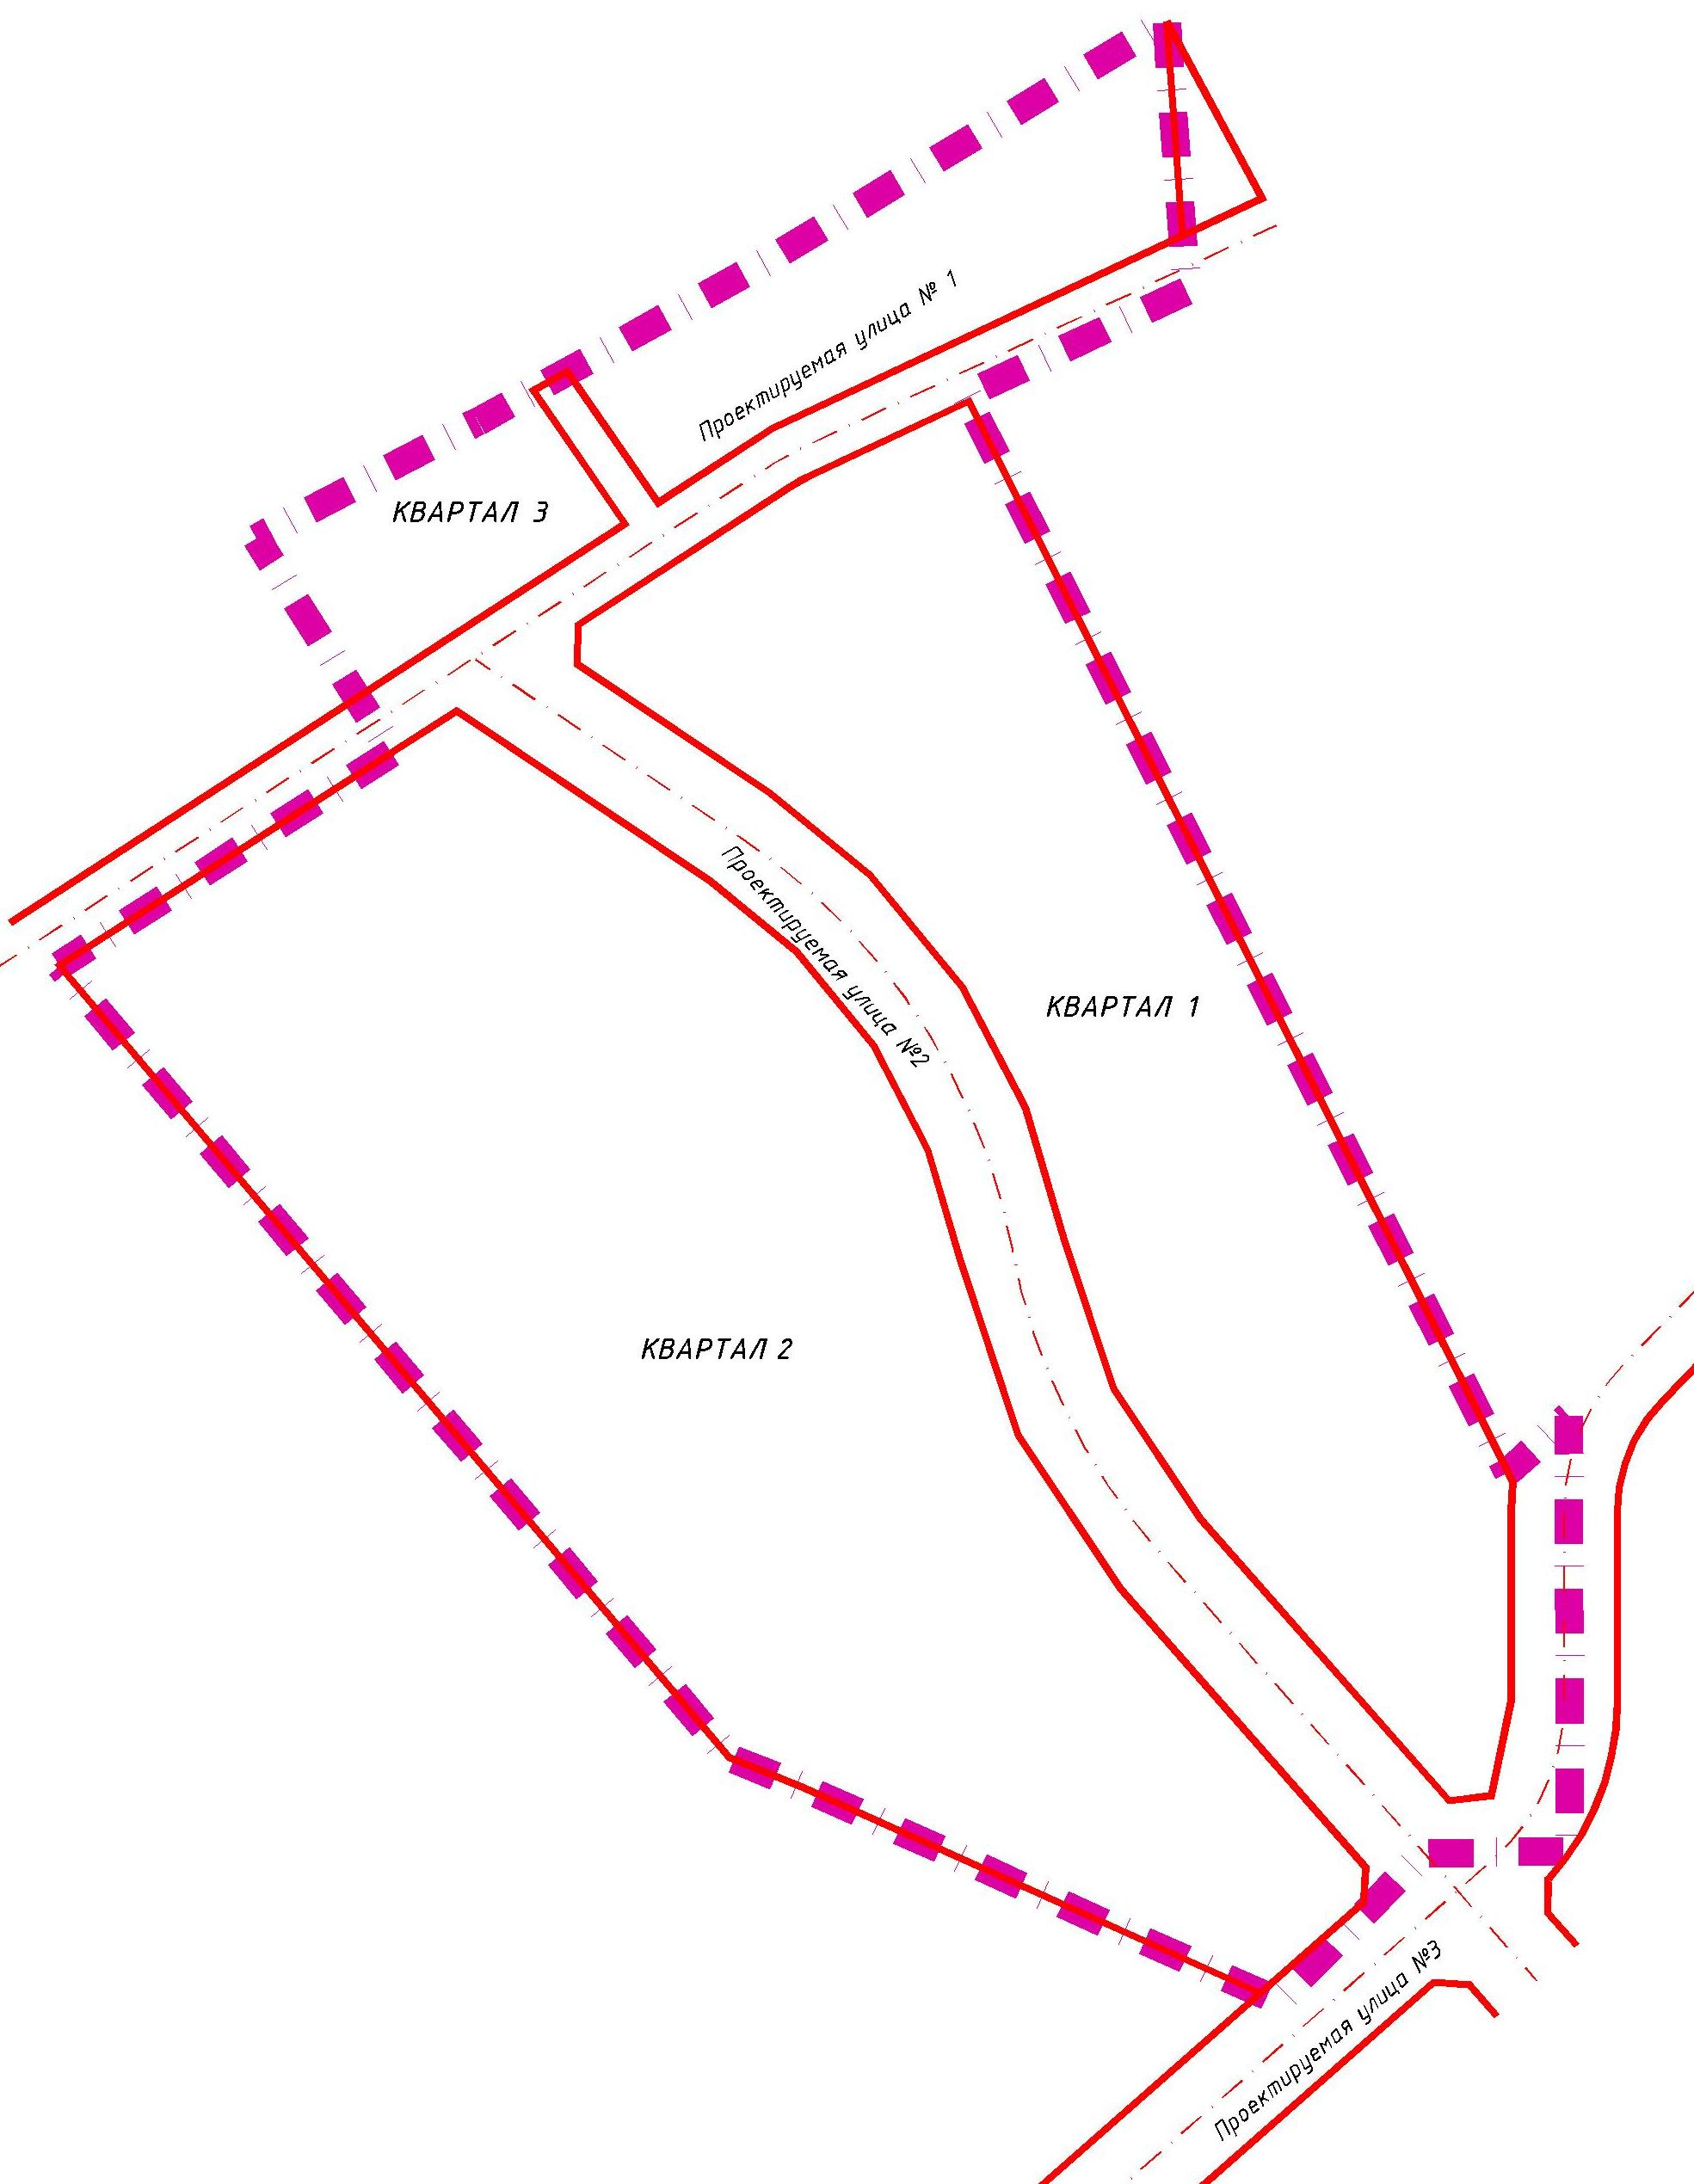 Проектируемая улица № 1
КВАРТАЛ 3
Проектируемая улица №2
КВАРТАЛ 1
КВАРТАЛ 2
Проектируемая улица №3